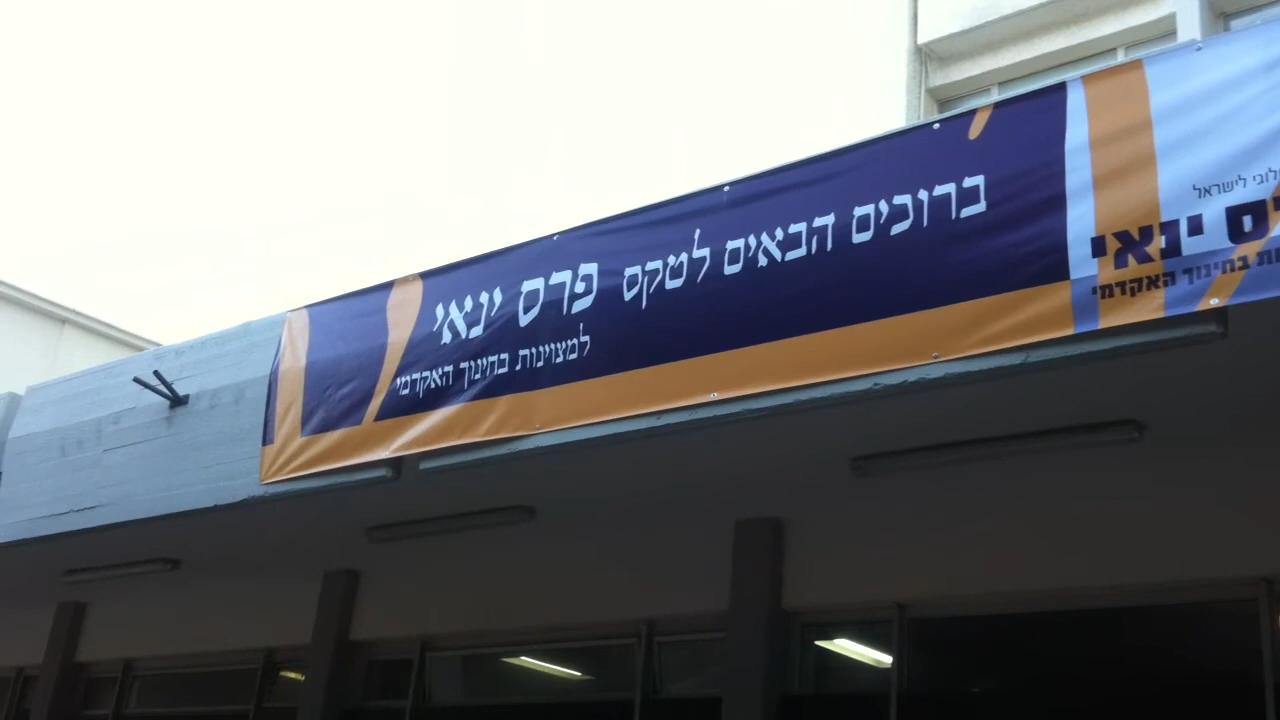 ברוכים הבאים לטקס פרס ינאי
למצוינות בחינוך האקדמי
לישראל
ינאי
בחינוך האקדמי